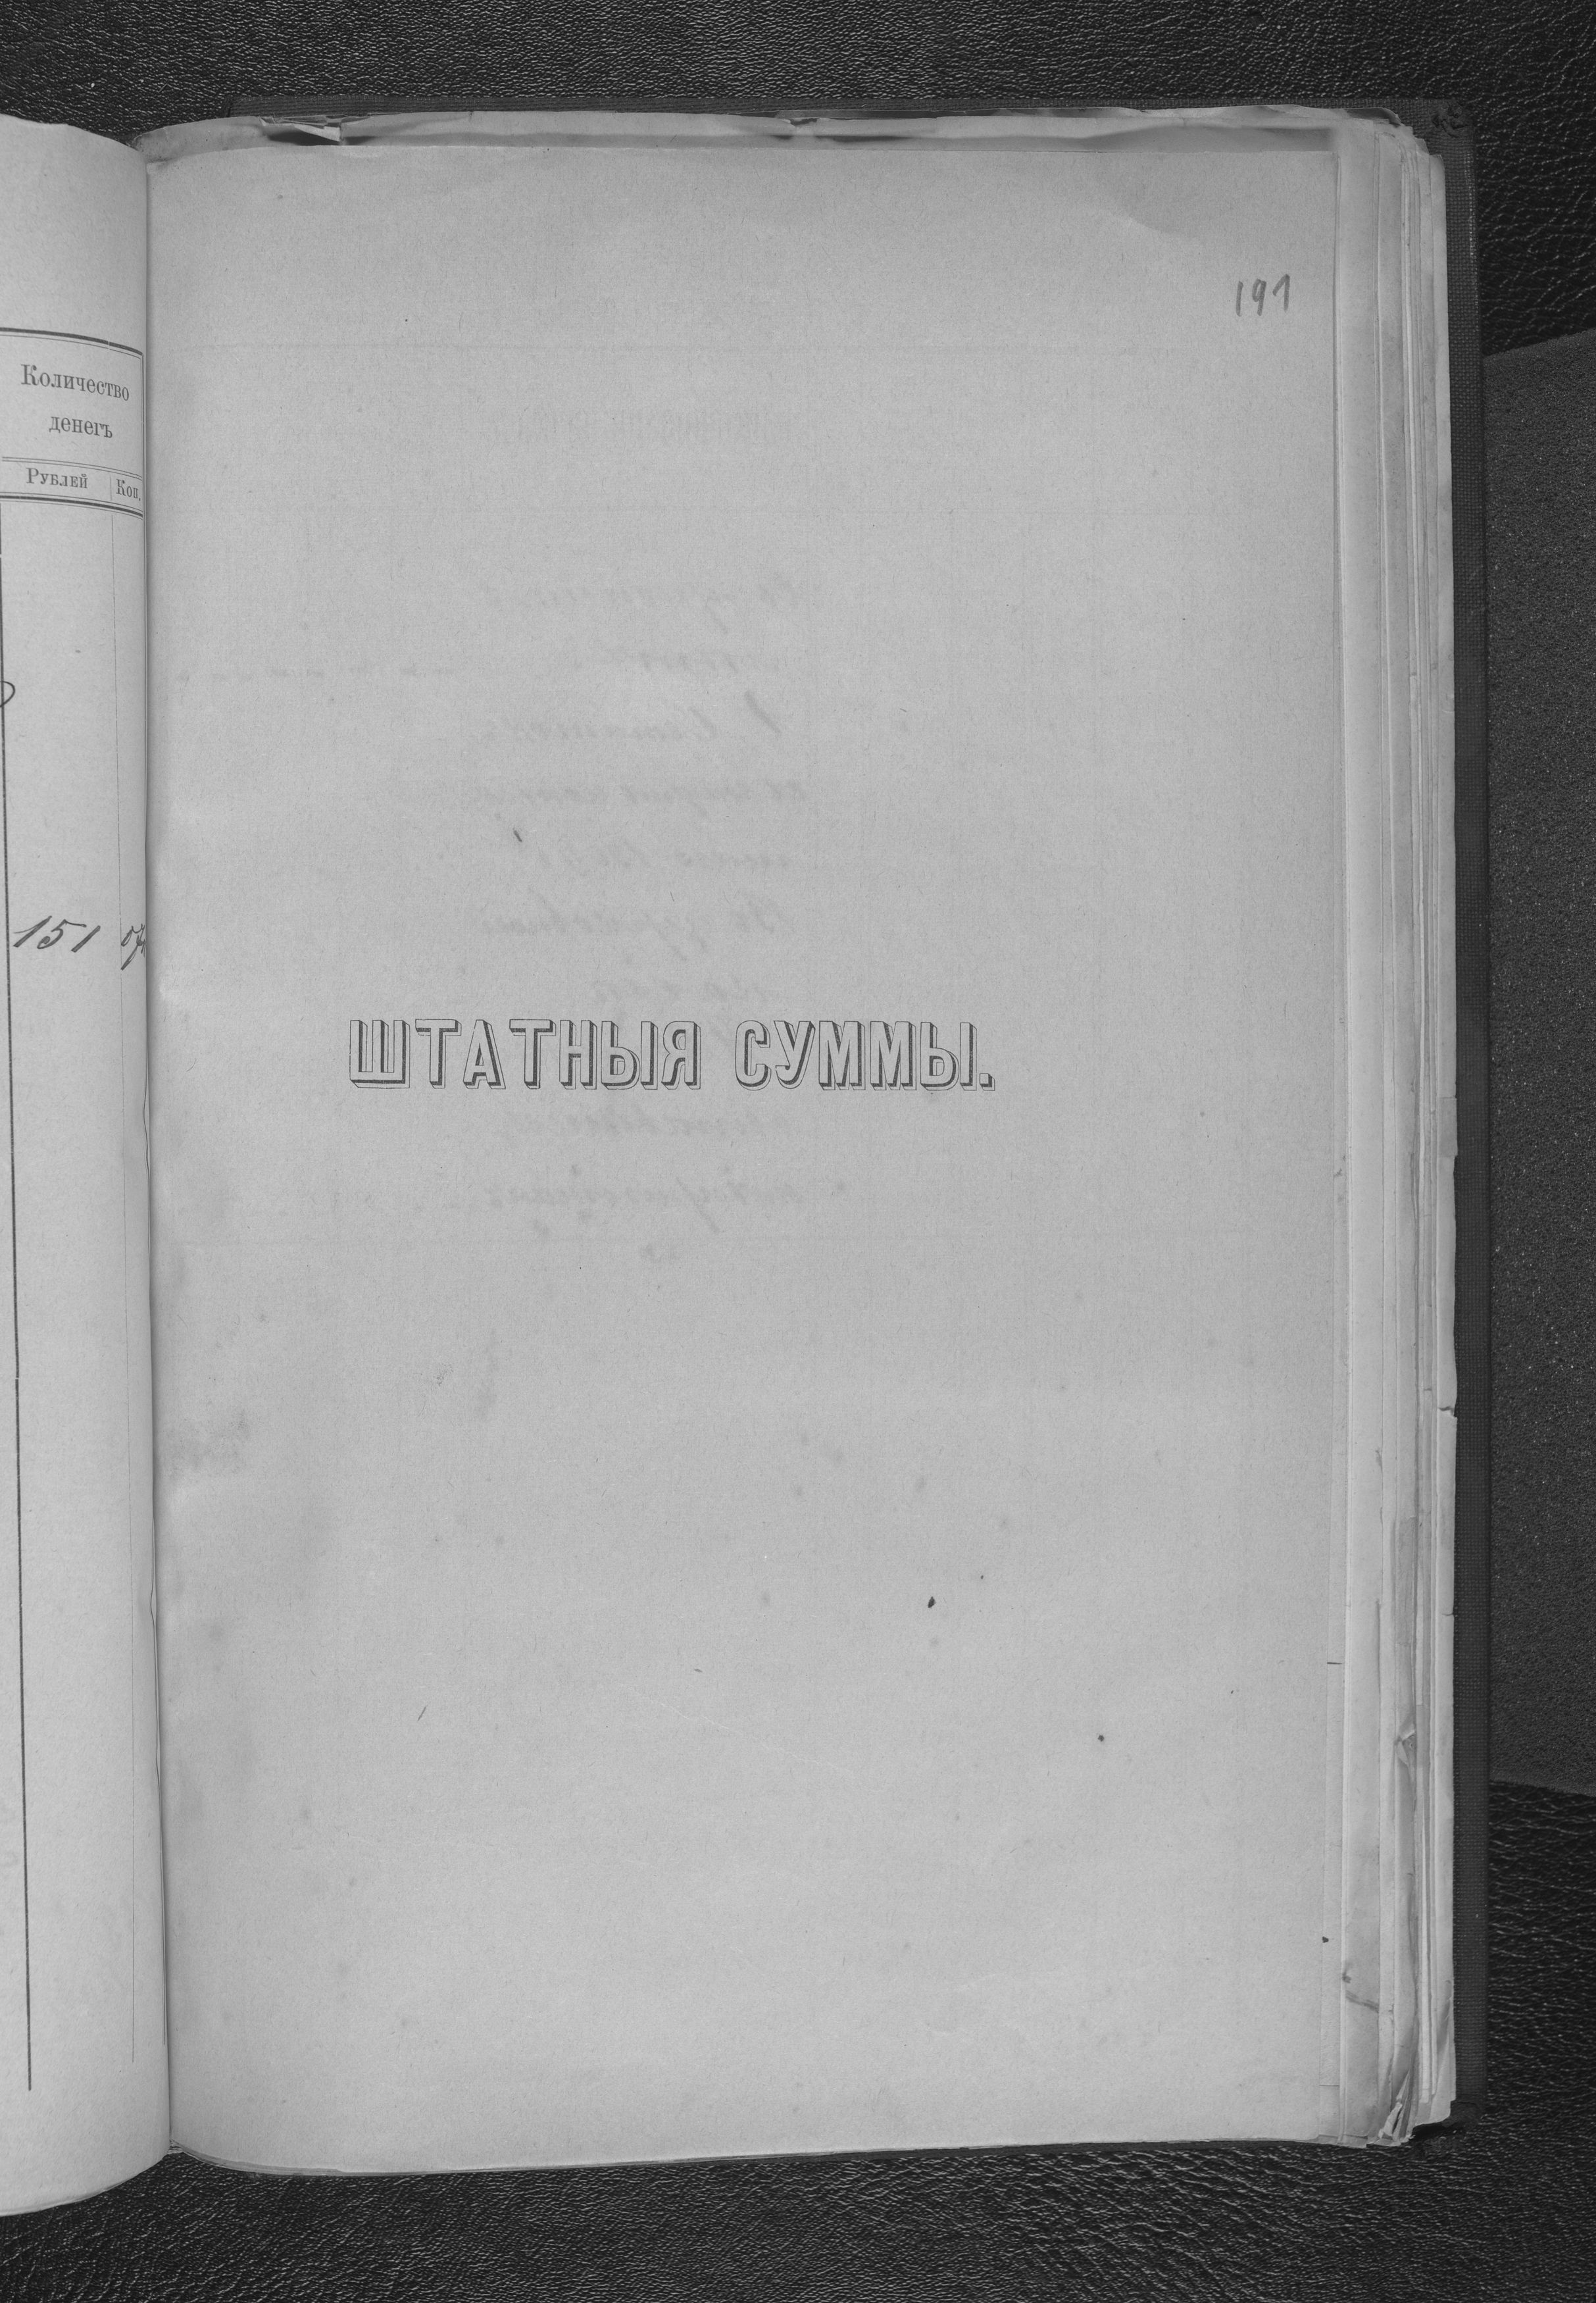 Количество
денегъ
Рублей Коп.
151
191
ШТАТНЫЯ СУММЫ.